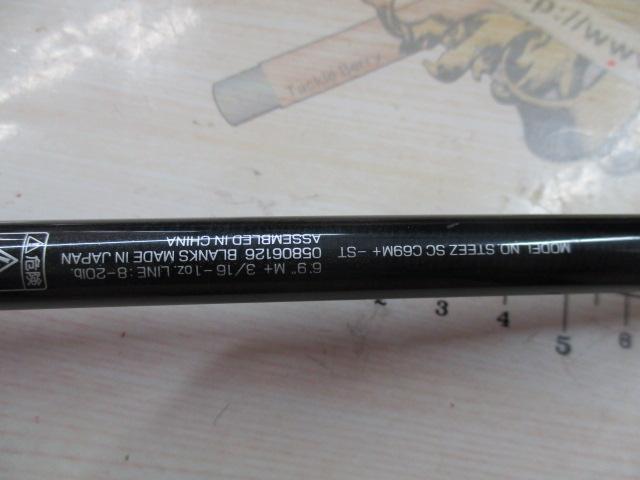 MODEL NO. STEEZ SC C69M+-ST
6'9" M+ 3/16-1oz. LINE:8-20lb.
05806126 BLANKS MADE IN JAPAN
ASSEMBLED IN CHINA
危険
Tackle Berry
http://www
3 4 5 6